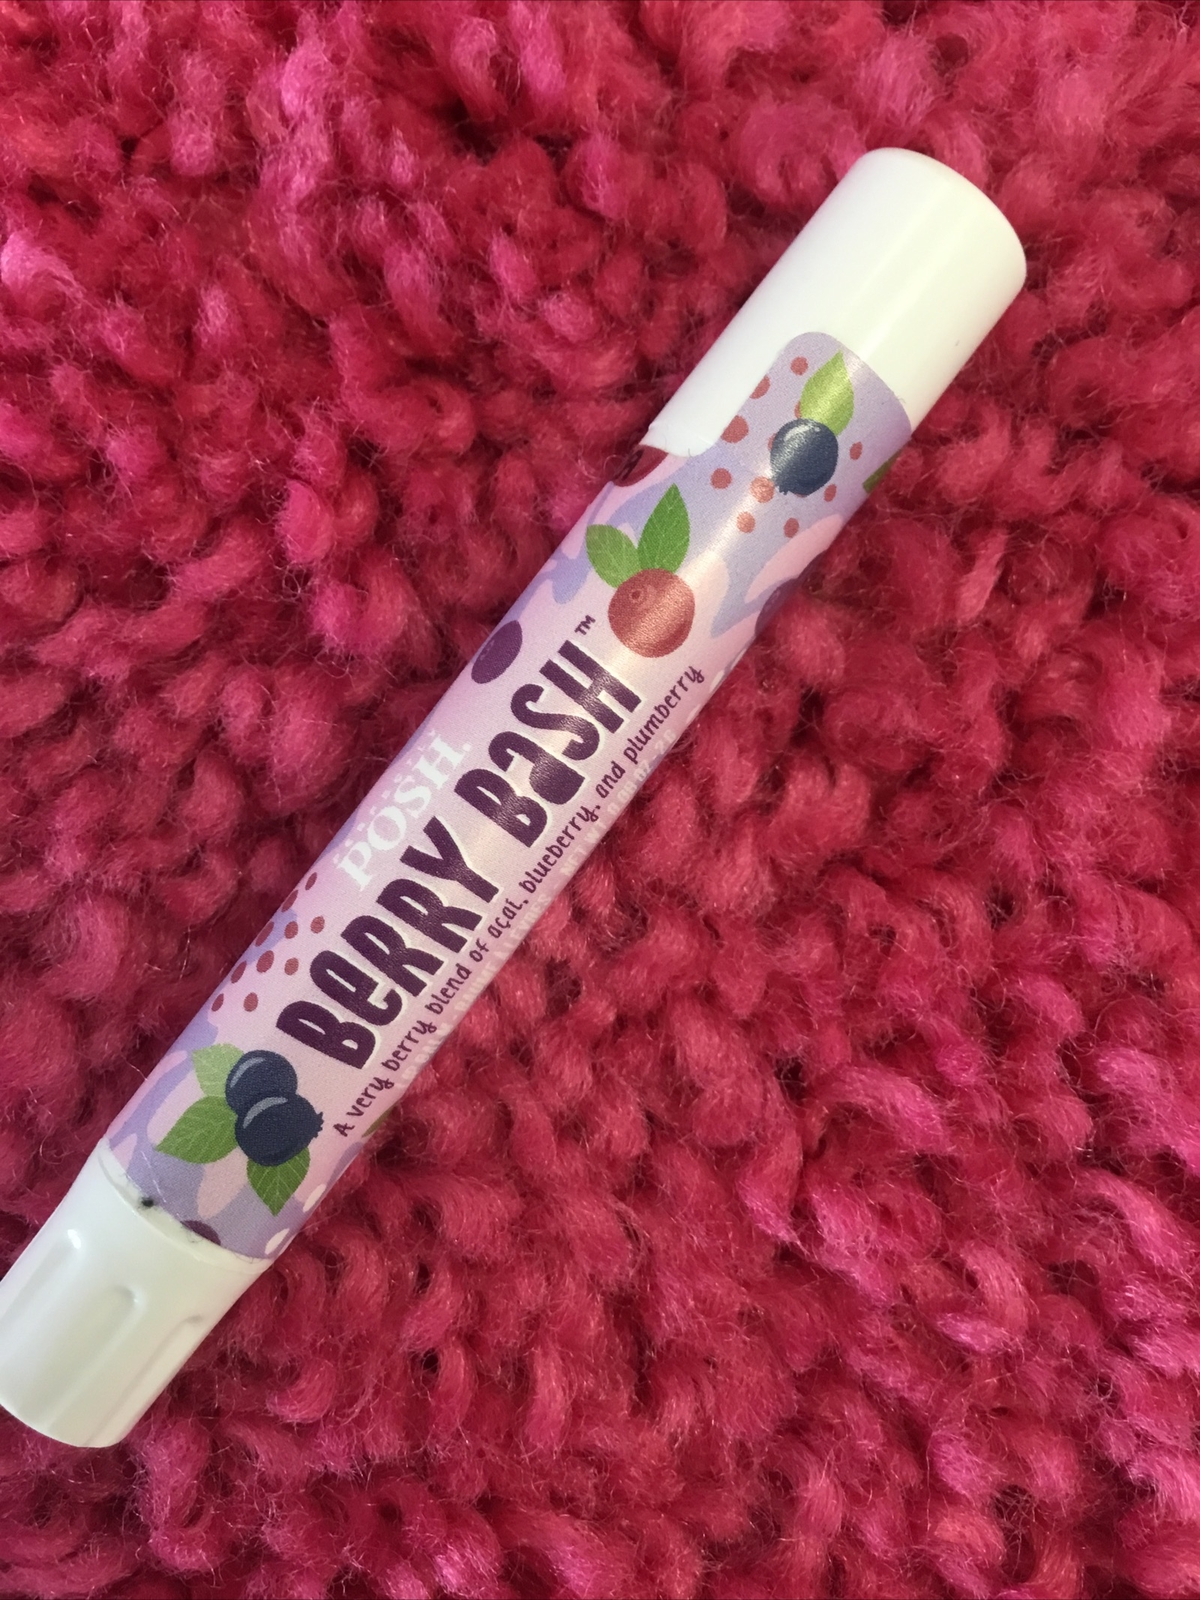 POSH.
BeRRY BaSH™
A very berry blend of açaí, blueberry, and plumberry